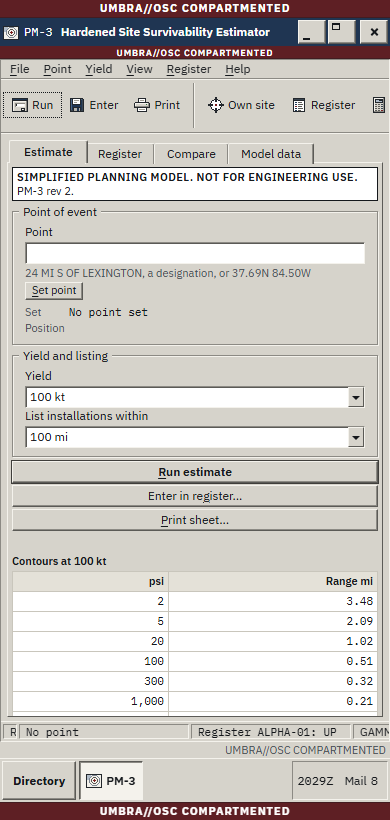 UMBRA//OSC COMPARTMENTED
PM-3 Hardened Site Survivability Estimator
UMBRA//OSC COMPARTMENTED
File Point Yield View Register Help
Run Enter Print Own site Register
Estimate Register Compare Model data
SIMPLIFIED PLANNING MODEL. NOT FOR ENGINEERING USE.
PM-3 rev 2.
Point of event
Point
24 MI S OF LEXINGTON, a designation, or 37.69N 84.50W
Set point
Set No point set
Position
Yield and listing
Yield
100 kt
List installations within
100 mi
Run estimate
Enter in register...
Print sheet...
Contours at 100 kt
psi Range mi
2 3.48
5 2.09
20 1.02
100 0.51
300 0.32
1,000 0.21
R No point Register ALPHA-01: UP GAMM
UMBRA//OSC COMPARTMENTED
Directory PM-3 2029Z Mail 8
UMBRA//OSC COMPARTMENTED